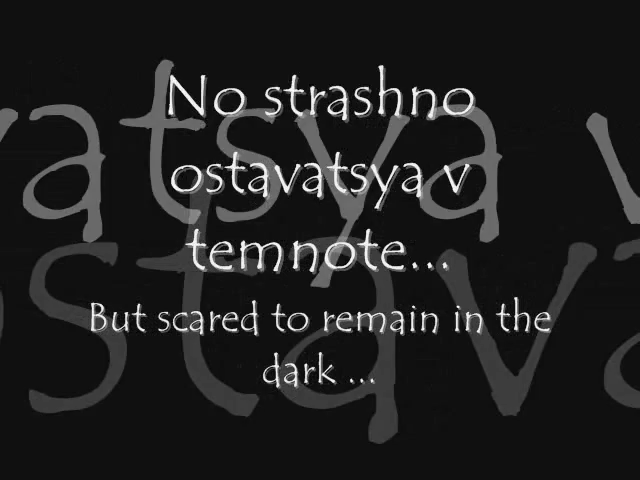 No strashno
ostavatsya v
temnote...
But scared to remain in the
dark ...